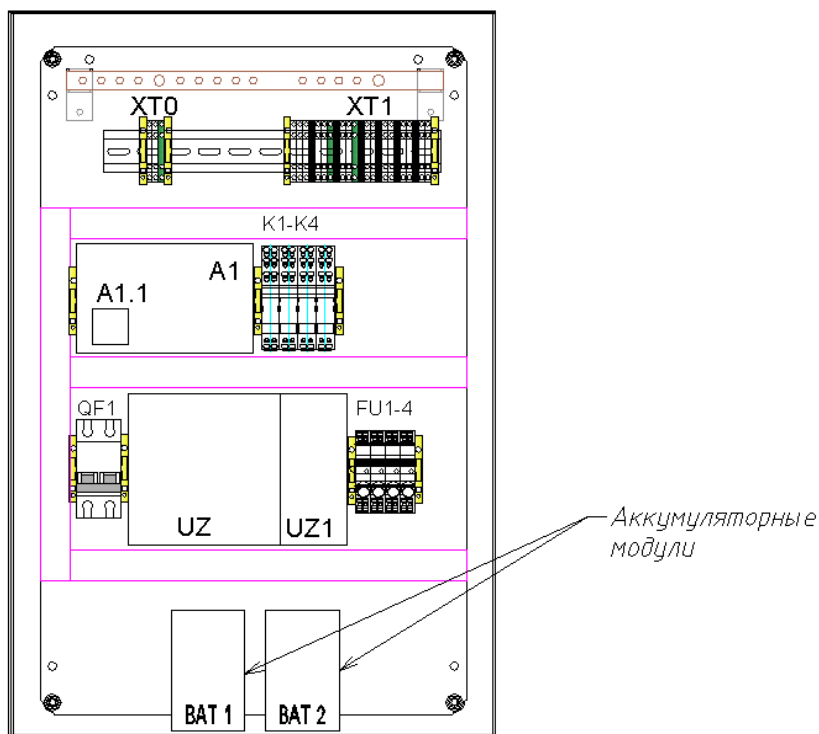 XT0 XT1
K1-K4
A1
A1.1
QF1 FU1-4
UZ UZ1
Аккумуляторные
модули
BAT 1 BAT 2